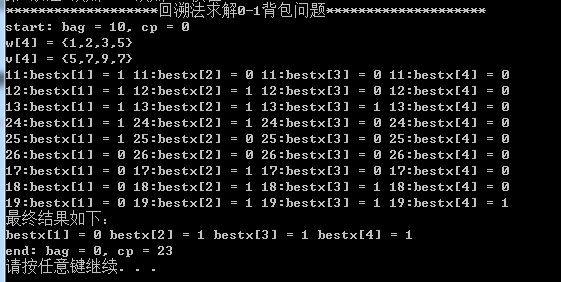 ********************回溯法求解0-1背包问题********************
start: bag = 10, cp = 0
w[4] = {1,2,3,5}
v[4] = {5,7,9,7}
11:bestx[1] = 1 11:bestx[2] = 0 11:bestx[3] = 0 11:bestx[4] = 0
12:bestx[1] = 1 12:bestx[2] = 1 12:bestx[3] = 0 12:bestx[4] = 0
13:bestx[1] = 1 13:bestx[2] = 1 13:bestx[3] = 1 13:bestx[4] = 0
24:bestx[1] = 1 24:bestx[2] = 1 24:bestx[3] = 0 24:bestx[4] = 0
25:bestx[1] = 1 25:bestx[2] = 0 25:bestx[3] = 0 25:bestx[4] = 0
26:bestx[1] = 0 26:bestx[2] = 0 26:bestx[3] = 0 26:bestx[4] = 0
17:bestx[1] = 0 17:bestx[2] = 1 17:bestx[3] = 0 17:bestx[4] = 0
18:bestx[1] = 0 18:bestx[2] = 1 18:bestx[3] = 1 18:bestx[4] = 0
19:bestx[1] = 0 19:bestx[2] = 1 19:bestx[3] = 1 19:bestx[4] = 1
最终结果如下:
bestx[1] = 0 bestx[2] = 1 bestx[3] = 1 bestx[4] = 1
end: bag = 0, cp = 23
请按任意键继续. . .